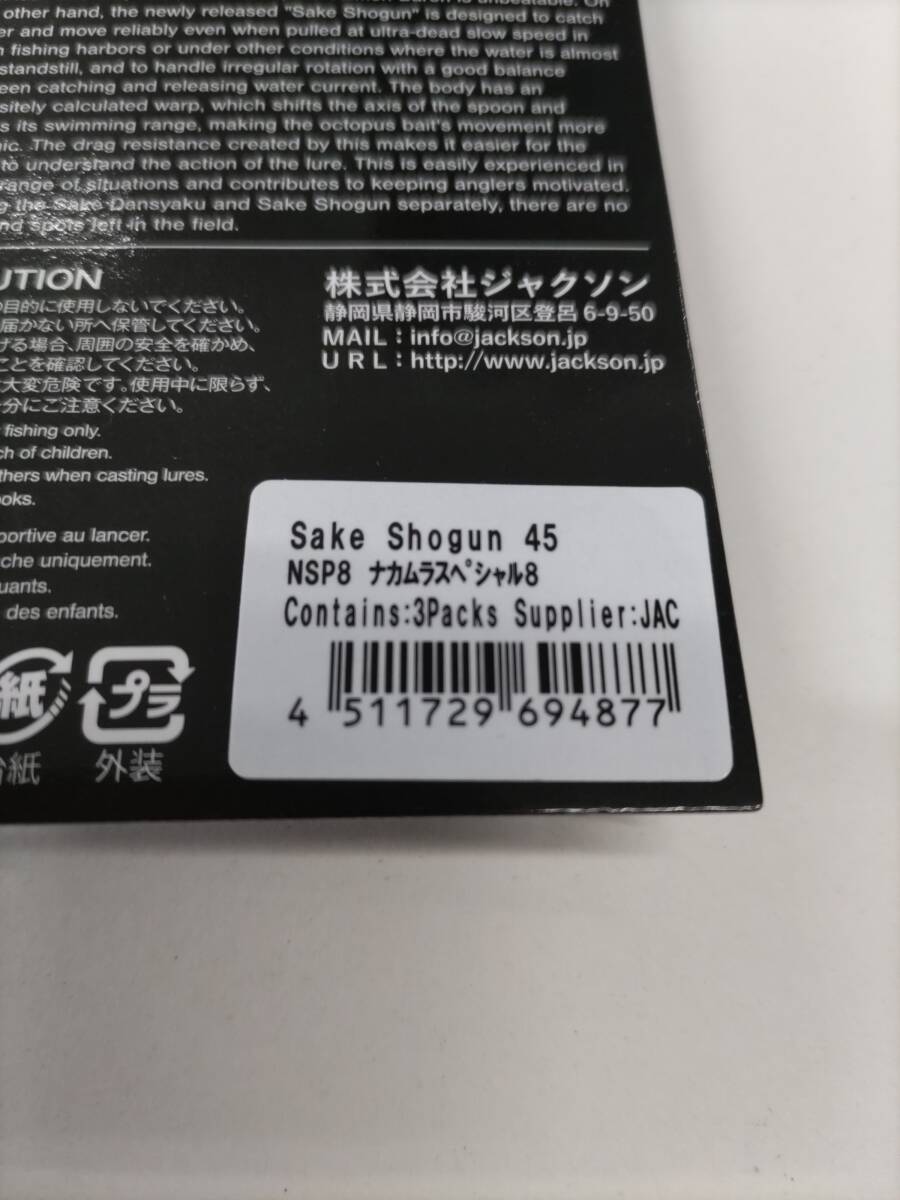 other hand, the newly released "Sake Shogun" is designed to catch
and move reliably even when pulled at ultra-dead slow speed in
fishing harbors or under other conditions where the water is almost
standstill, and to handle irregular rotation with a good balance
een catching and releasing water current. The body has an
sitely calculated warp, which shifts the axis of the spoon and
its swimming range, making the octopus bait's movement more
ic. The drag resistance created by this makes it easier for the
to understand the action of the lure. This is easily experienced in
range of situations and contributes to keeping anglers motivated.
g the Sake Dansyaku and Sake Shogun separately, there are no
nd spots left in the field.
UTION
の目的に使用しないでください。
届かない所へ保管してください。
げる場合、周囲の安全を確かめ、
ことを確認してください。
大変危険です。使用中に限らず、
分にご注意ください。
fishing only.
ch of children.
thers when casting lures.
ooks.
portive au lancer.
che uniquement.
uants.
des enfants.
株式会社ジャクソン
静岡県静岡市駿河区登呂 6-9-50
MAIL：info@jackson.jp
URL：http://www.jackson.jp
Sake Shogun 45
NSP8 ナカムラスペシャル8
Contains:3Packs Supplier:JAC
4 511729 694877
紙
プラ
台紙
外装